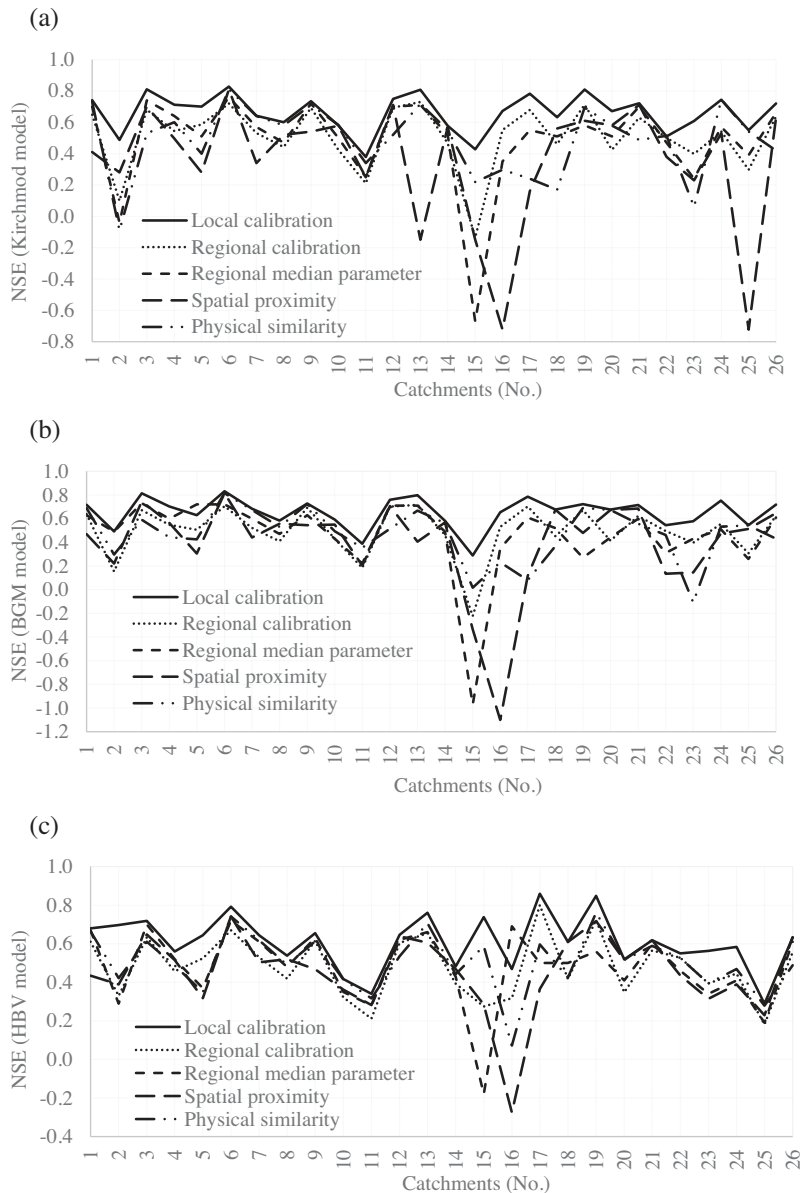 (a)
NSE (Kirchmod model)
1.0
0.8
0.6
0.4
0.2
0.0
-0.2
-0.4
-0.6
-0.8
Local calibration
Regional calibration
Regional median parameter
Spatial proximity
Physical similarity
1 2 3 4 5 6 7 8 9 10 11 12 13 14 15 16 17 18 19 20 21 22 23 24 25 26
Catchments (No.)
(b)
NSE (BGM model)
1.0
0.8
0.6
0.4
0.2
0.0
-0.2
-0.4
-0.6
-0.8
-1.0
-1.2
Local calibration
Regional calibration
Regional median parameter
Spatial proximity
Physical similarity
1 2 3 4 5 6 7 8 9 10 11 12 13 14 15 16 17 18 19 20 21 22 23 24 25 26
Catchments (No.)
(c)
NSE (HBV model)
1.0
0.8
0.6
0.4
0.2
0.0
-0.2
-0.4
Local calibration
Regional calibration
Regional median parameter
Spatial proximity
Physical similarity
1 2 3 4 5 6 7 8 9 10 11 12 13 14 15 16 17 18 19 20 21 22 23 24 25 26
Catchments (No.)